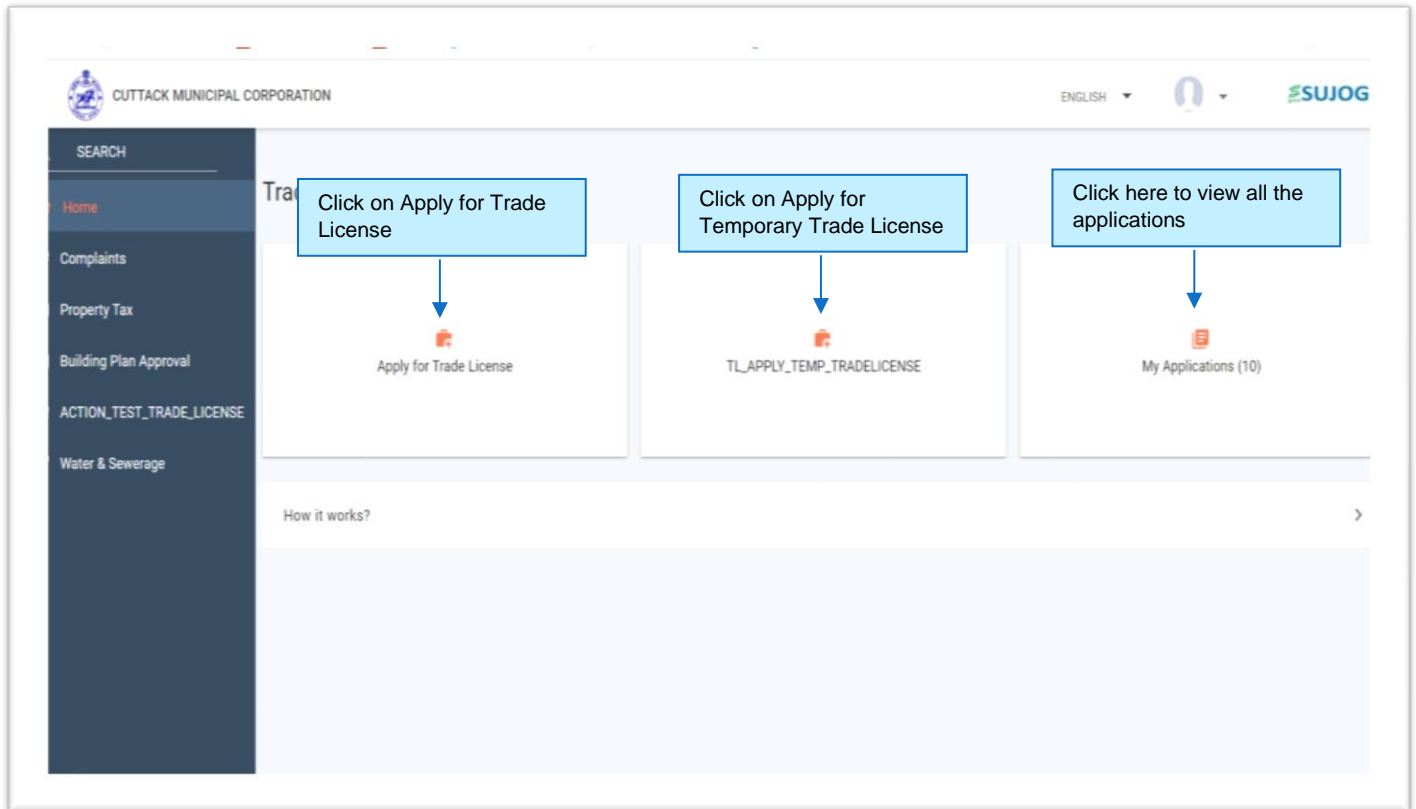 CUTTACK MUNICIPAL CORPORATION
ENGLISH
SUJOG
SEARCH
Home
Complaints
Property Tax
Building Plan Approval
ACTION_TEST_TRADE_LICENSE
Water & Sewerage
Click on Apply for Trade
License
Click on Apply for
Temporary Trade License
Click here to view all the
applications
Apply for Trade License
TL_APPLY_TEMP_TRADELICENSE
My Applications (10)
How it works?